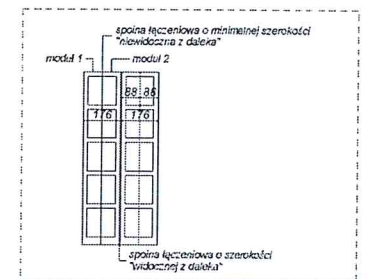 spoina łączeniowa o minimalnej szerokości
"niewidoczna z daleka"
moduł 1
moduł 2
88 88
176 176
spoina łączeniowa o szerokości
"widocznej z daleka"